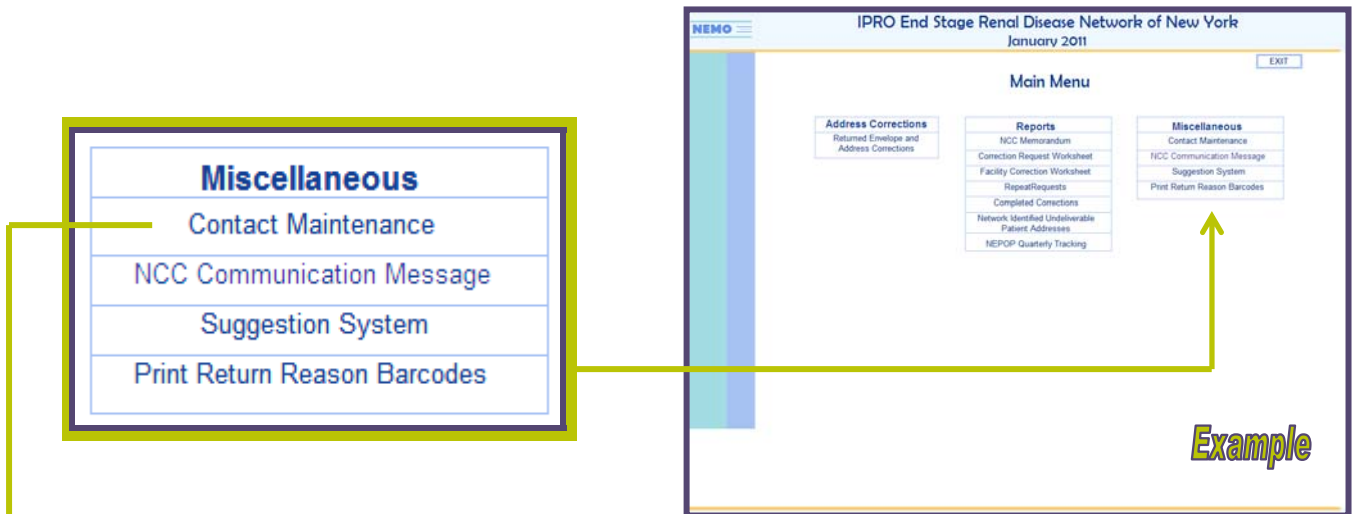 Miscellaneous
Contact Maintenance
NCC Communication Message
Suggestion System
Print Return Reason Barcodes
NEMO
IPRO End Stage Renal Disease Network of New York
January 2011
EXIT
Main Menu
Address Corrections
Returned Envelope and
Address Corrections
Reports
NCC Memorandum
Correction Request Worksheet
Facility Correction Worksheet
RepeatRequests
Completed Corrections
Network Identified Undeliverable
Patient Addresses
NEPOP Quarterly Tracking
Miscellaneous
Contact Maintenance
NCC Communication Message
Suggestion System
Print Return Reason Barcodes
Example